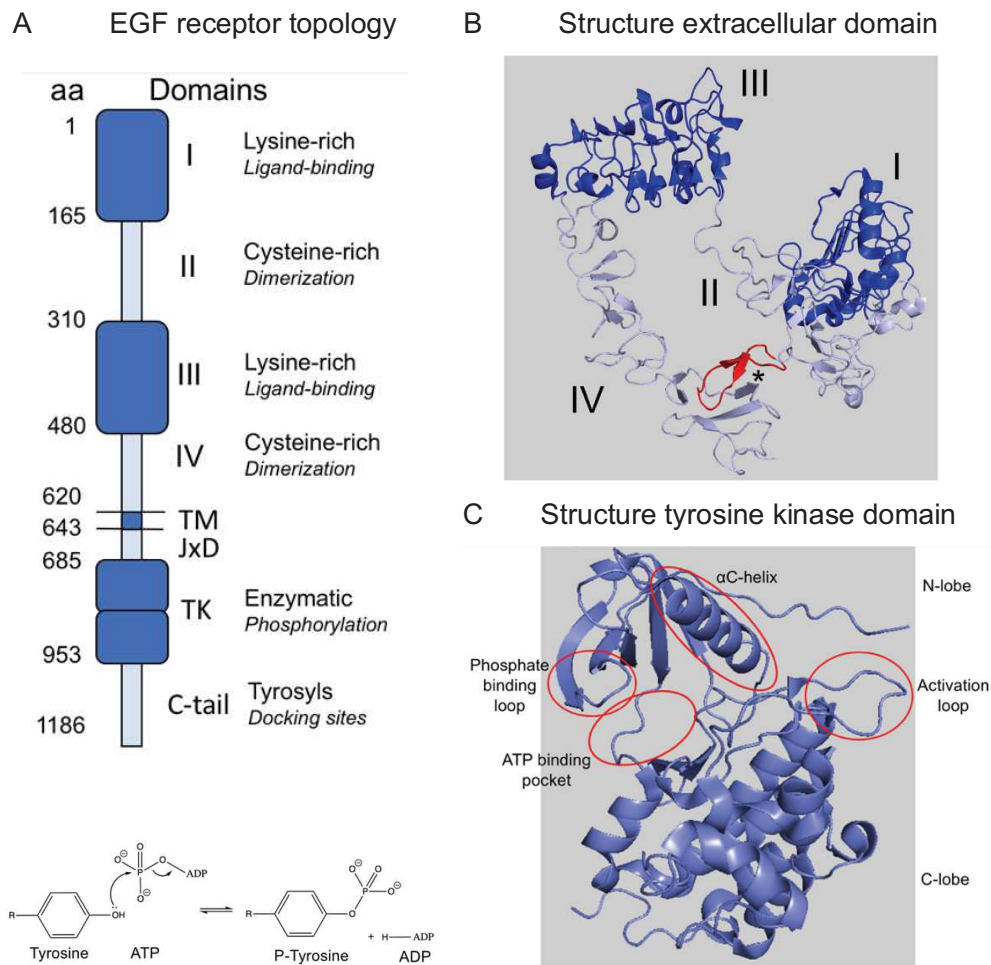 A EGF receptor topology
aa Domains
1
I Lysine-rich
Ligand-binding
165
II Cysteine-rich
Dimerization
310
III Lysine-rich
Ligand-binding
480
IV Cysteine-rich
Dimerization
620
TM
643
JxD
685
TK Enzymatic
Phosphorylation
953
C-tail Tyrosyls
Docking sites
1186
O⊖ O
P O ADP
O⊖
R OH
Tyrosine ATP
⇌
O O⊖
P
O O⊖
R
+ H—ADP
P-Tyrosine ADP
B Structure extracellular domain
III
I
II
*
IV
C Structure tyrosine kinase domain
αC-helix
N-lobe
Phosphate
binding
loop
Activation
loop
ATP binding
pocket
C-lobe